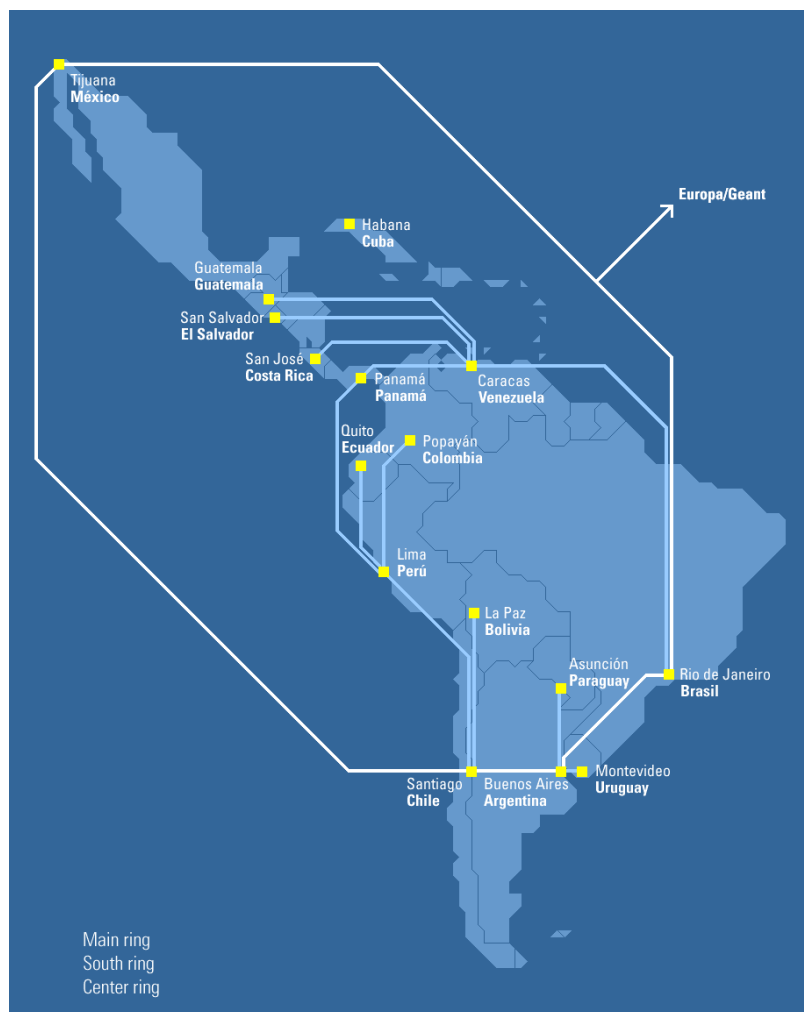 Tijuana
México
Europa/Geant
Habana
Cuba
Guatemala
Guatemala
San Salvador
El Salvador
San José
Costa Rica
Panamá
Panamá
Caracas
Venezuela
Quito
Ecuador
Popayán
Colombia
Lima
Perú
La Paz
Bolivia
Asunción
Paraguay
Rio de Janeiro
Brasil
Santiago
Chile
Buenos Aires
Argentina
Montevideo
Uruguay
Main ring
South ring
Center ring